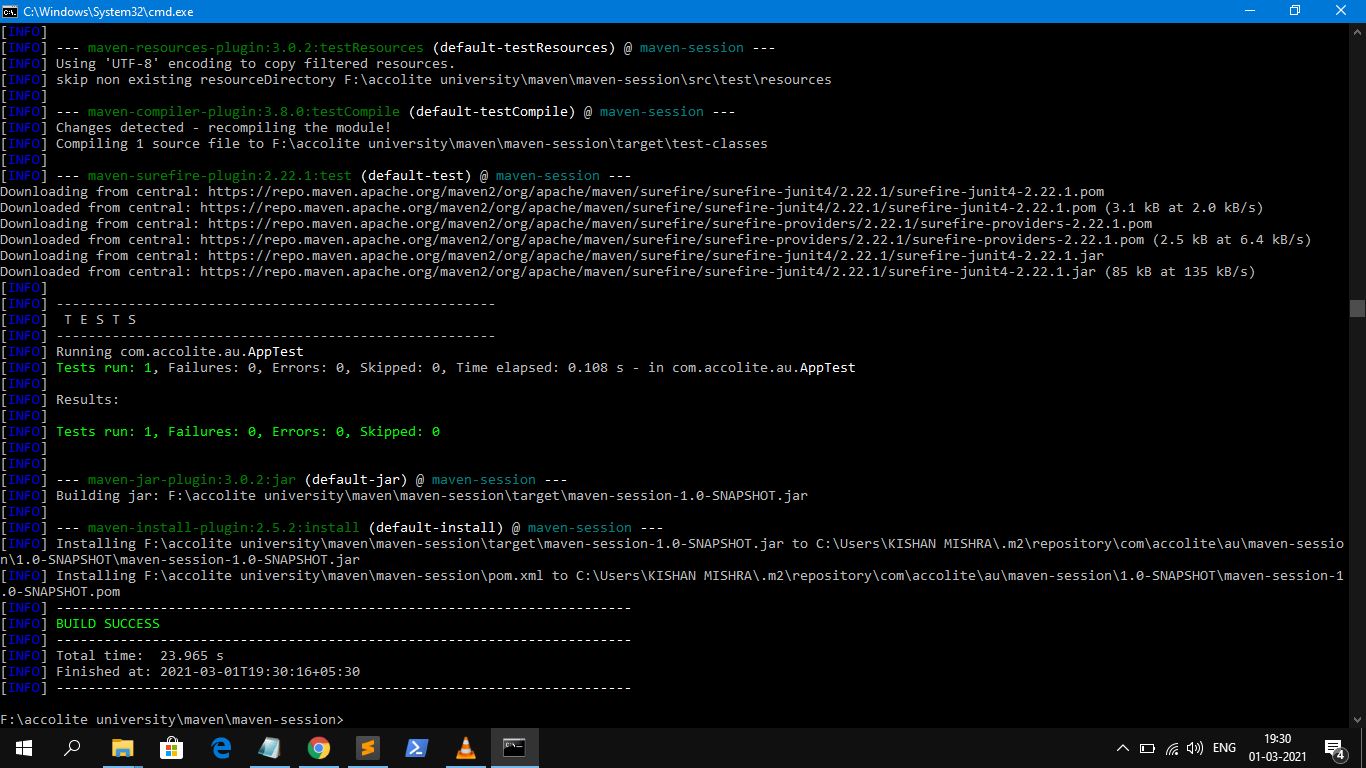 C:\Windows\System32\cmd.exe
[INFO]
[INFO] --- maven-resources-plugin:3.0.2:testResources (default-testResources) @ maven-session ---
[INFO] Using 'UTF-8' encoding to copy filtered resources.
[INFO] skip non existing resourceDirectory F:\accolite university\maven\maven-session\src\test\resources
[INFO]
[INFO] --- maven-compiler-plugin:3.8.0:testCompile (default-testCompile) @ maven-session ---
[INFO] Changes detected - recompiling the module!
[INFO] Compiling 1 source file to F:\accolite university\maven\maven-session\target\test-classes
[INFO]
[INFO] --- maven-surefire-plugin:2.22.1:test (default-test) @ maven-session ---
Downloading from central: https://repo.maven.apache.org/maven2/org/apache/maven/surefire/surefire-junit4/2.22.1/surefire-junit4-2.22.1.pom
Downloaded from central: https://repo.maven.apache.org/maven2/org/apache/maven/surefire/surefire-junit4/2.22.1/surefire-junit4-2.22.1.pom (3.1 kB at 2.0 kB/s)
Downloading from central: https://repo.maven.apache.org/maven2/org/apache/maven/surefire/surefire-providers/2.22.1/surefire-providers-2.22.1.pom
Downloaded from central: https://repo.maven.apache.org/maven2/org/apache/maven/surefire/surefire-providers/2.22.1/surefire-providers-2.22.1.pom (2.5 kB at 6.4 kB/s)
Downloading from central: https://repo.maven.apache.org/maven2/org/apache/maven/surefire/surefire-junit4/2.22.1/surefire-junit4-2.22.1.jar
Downloaded from central: https://repo.maven.apache.org/maven2/org/apache/maven/surefire/surefire-junit4/2.22.1/surefire-junit4-2.22.1.jar (85 kB at 135 kB/s)
[INFO]
[INFO] -------------------------------------------------------
[INFO]  T E S T S
[INFO] -------------------------------------------------------
[INFO] Running com.accolite.au.AppTest
[INFO] Tests run: 1, Failures: 0, Errors: 0, Skipped: 0, Time elapsed: 0.108 s - in com.accolite.au.AppTest
[INFO]
[INFO] Results:
[INFO]
[INFO] Tests run: 1, Failures: 0, Errors: 0, Skipped: 0
[INFO]
[INFO]
[INFO] --- maven-jar-plugin:3.0.2:jar (default-jar) @ maven-session ---
[INFO] Building jar: F:\accolite university\maven\maven-session\target\maven-session-1.0-SNAPSHOT.jar
[INFO]
[INFO] --- maven-install-plugin:2.5.2:install (default-install) @ maven-session ---
[INFO] Installing F:\accolite university\maven\maven-session\target\maven-session-1.0-SNAPSHOT.jar to C:\Users\KISHAN MISHRA\.m2\repository\com\accolite\au\maven-sessio
n\1.0-SNAPSHOT\maven-session-1.0-SNAPSHOT.jar
[INFO] Installing F:\accolite university\maven\maven-session\pom.xml to C:\Users\KISHAN MISHRA\.m2\repository\com\accolite\au\maven-session\1.0-SNAPSHOT\maven-session-1
.0-SNAPSHOT.pom
[INFO] ------------------------------------------------------------------------
[INFO] BUILD SUCCESS
[INFO] ------------------------------------------------------------------------
[INFO] Total time:  23.965 s
[INFO] Finished at: 2021-03-01T19:30:16+05:30
[INFO] ------------------------------------------------------------------------
F:\accolite university\maven\maven-session>
ENG
19:30
01-03-2021
4